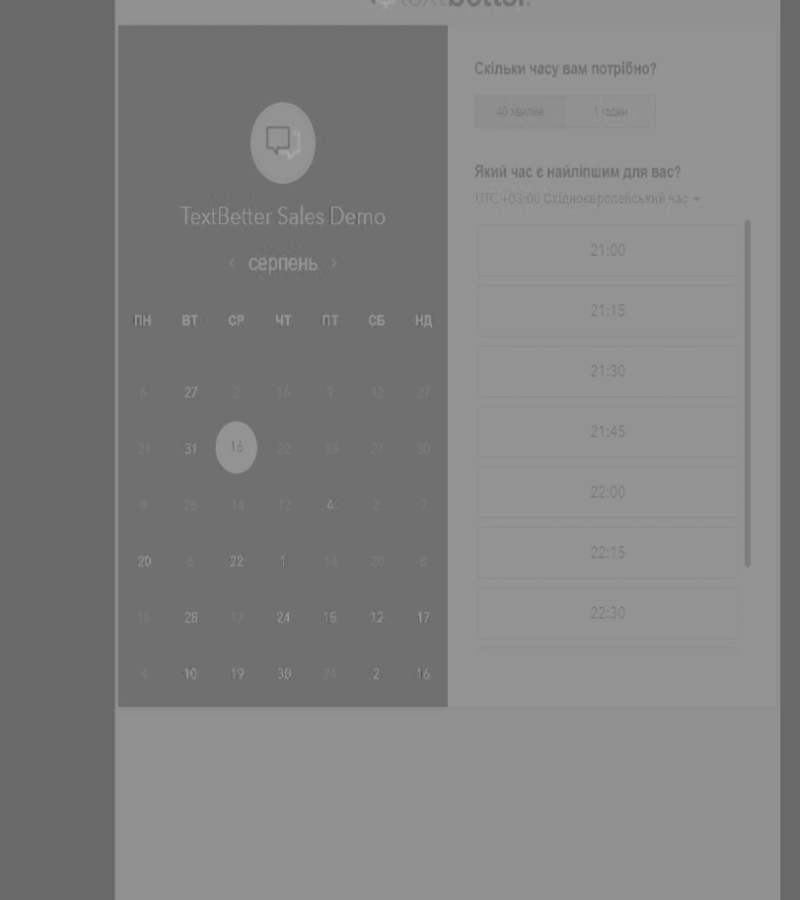 textbetter.
TextBetter Sales Demo
‹ серпень ›
ПН ВТ СР ЧТ ПТ СБ НД
6 27 2 16 9 12 27
21 31 16 22 13 27 30
8 26 18 12 4 2 7
20 6 22 1 14 20 8
18 28 17 24 15 12 17
4 10 19 30 24 2 16
Скільки часу вам потрібно?
40 хвилин 1 годин
Який час є найліпшим для вас?
UTC +03:00 Східноєвропейський час
21:00
21:15
21:30
21:45
22:00
22:15
22:30